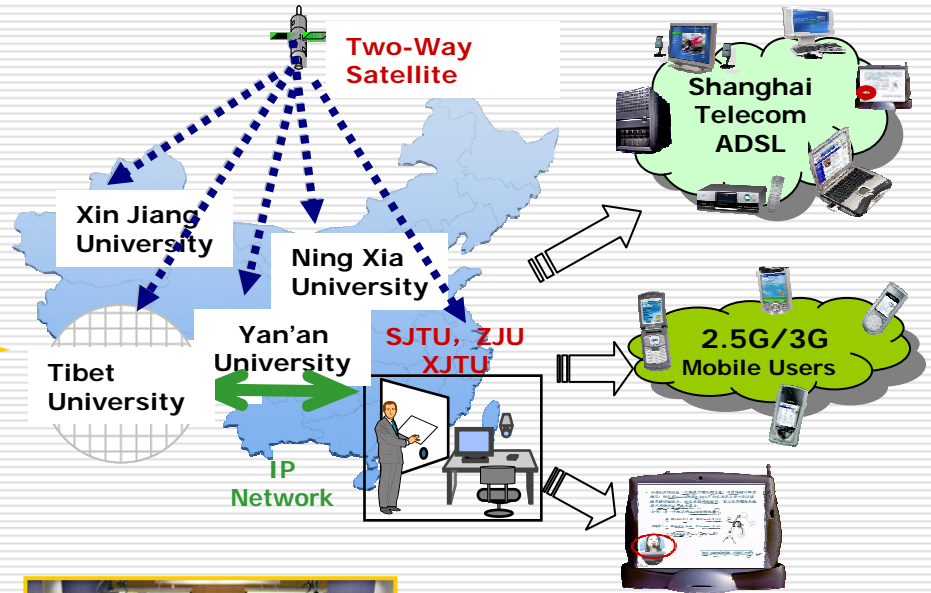 Two-Way
Satellite
Shanghai
Telecom
ADSL
Xin Jiang
University
Ning Xia
University
Yan'an
University
SJTU，ZJU
XJTU
2.5G/3G
Mobile Users
Tibet
University
IP
Network